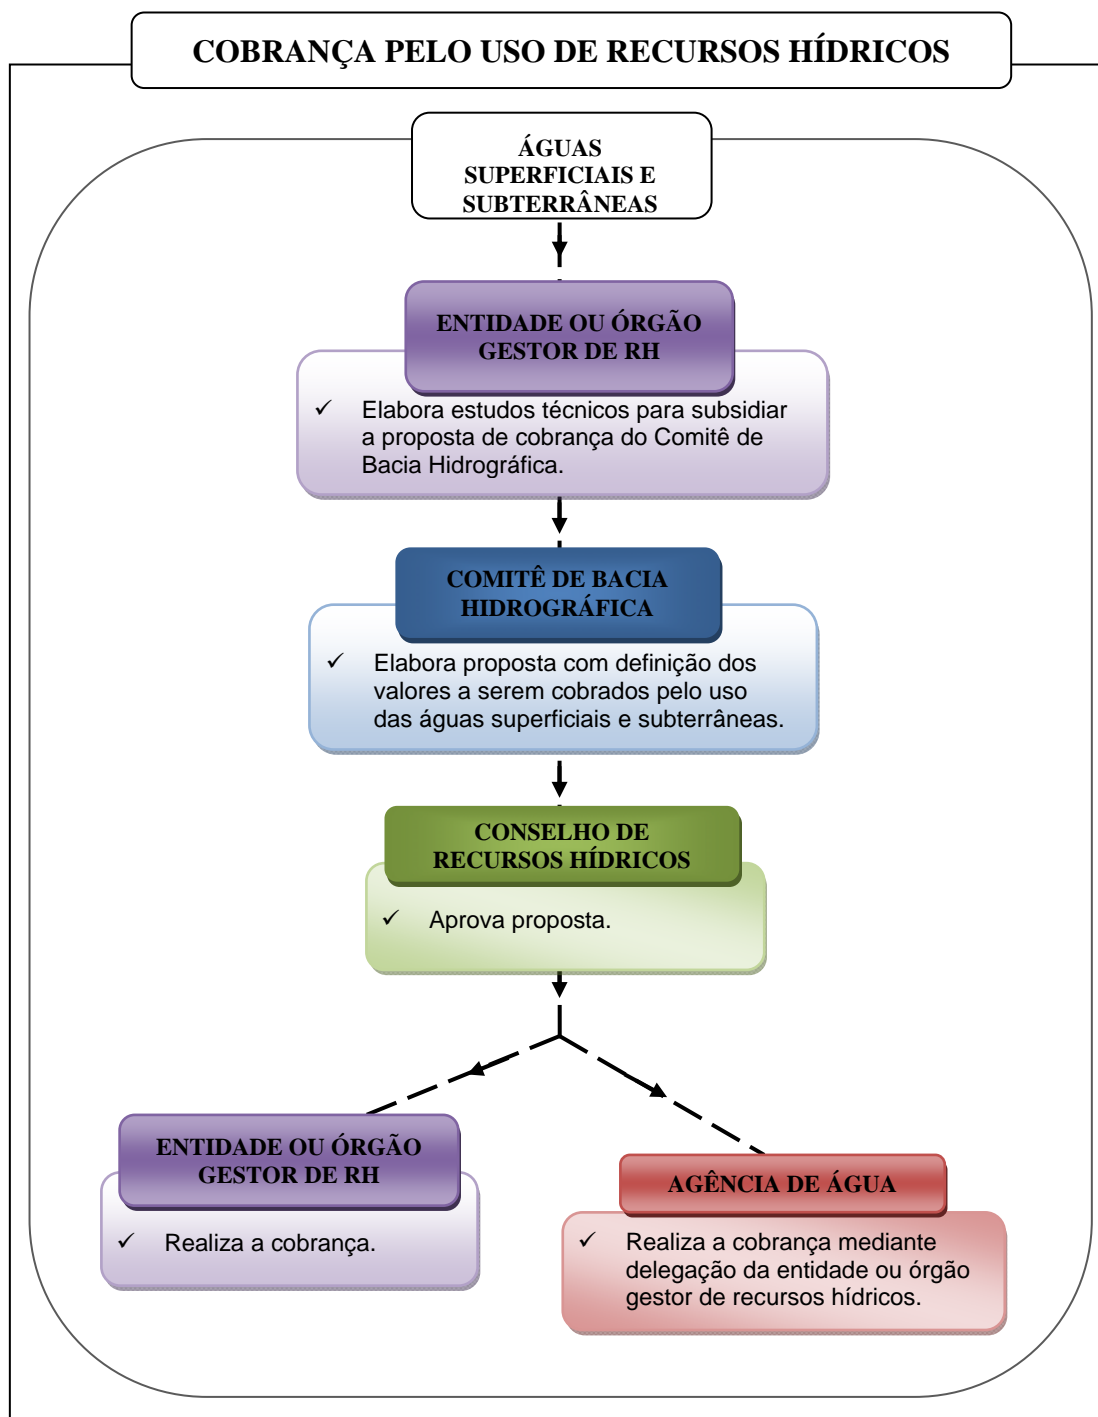 COBRANÇA PELO USO DE RECURSOS HÍDRICOS
ÁGUAS
SUPERFICIAIS E
SUBTERRÂNEAS
ENTIDADE OU ÓRGÃO
GESTOR DE RH
✓ Elabora estudos técnicos para subsidiar
a proposta de cobrança do Comitê de
Bacia Hidrográfica.
COMITÊ DE BACIA
HIDROGRÁFICA
✓ Elabora proposta com definição dos
valores a serem cobrados pelo uso
das águas superficiais e subterrâneas.
CONSELHO DE
RECURSOS HÍDRICOS
✓ Aprova proposta.
ENTIDADE OU ÓRGÃO
GESTOR DE RH
✓ Realiza a cobrança.
AGÊNCIA DE ÁGUA
✓ Realiza a cobrança mediante
delegação da entidade ou órgão
gestor de recursos hídricos.